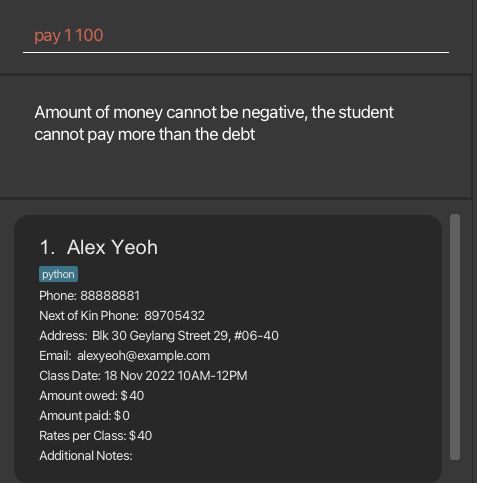 pay 1 100
Amount of money cannot be negative, the student
cannot pay more than the debt
1. Alex Yeoh
python
Phone: 88888881
Next of Kin Phone: 89705432
Address: Blk 30 Geylang Street 29, #06-40
Email: alexyeoh@example.com
Class Date: 18 Nov 2022 10AM-12PM
Amount owed: $40
Amount paid: $0
Rates per Class: $40
Additional Notes: